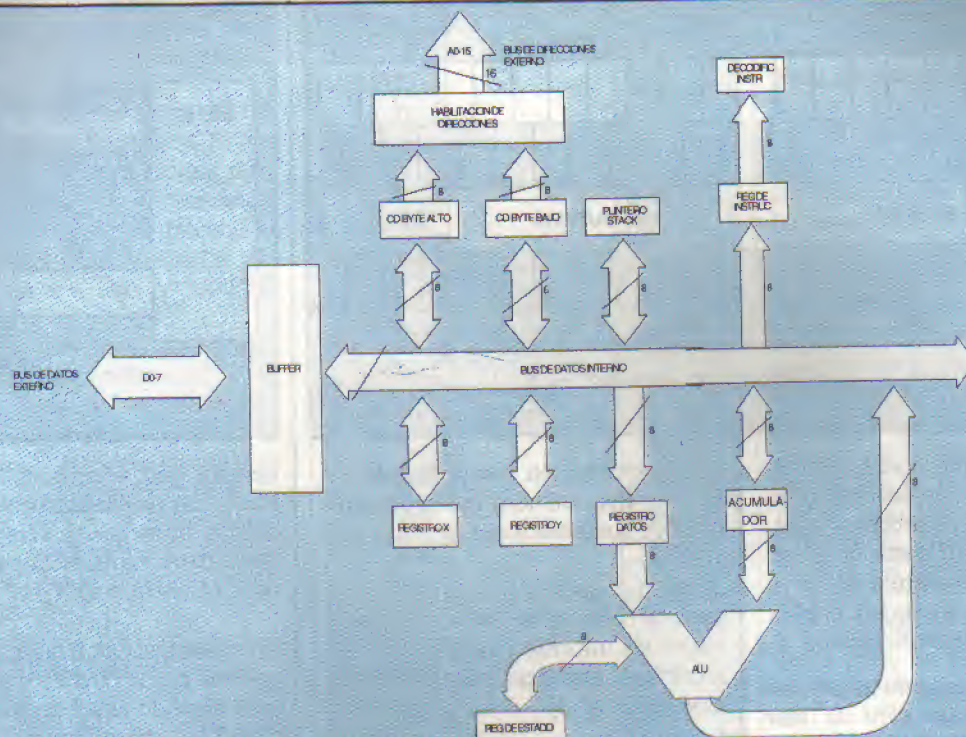 A0-15
BUS DE DIRECCIONES
EXTERNO
16
HABILITACION DE
DIRECCIONES
DECODIFIC
INSTR
8
8
8
CD BYTE ALTO
CD BYTE BAJO
PUNTERO
STACK
REG DE
INSTRUC
8
8
8
8
BUS DE DATOS
EXTERNO
D0-7
BUFFER
BUS DE DATOS INTERNO
8
8
8
8
8
REGISTRO X
REGISTRO Y
REGISTRO
DATOS
ACUMULA-
DOR
8
8
8
ALU
REG DE ESTADO